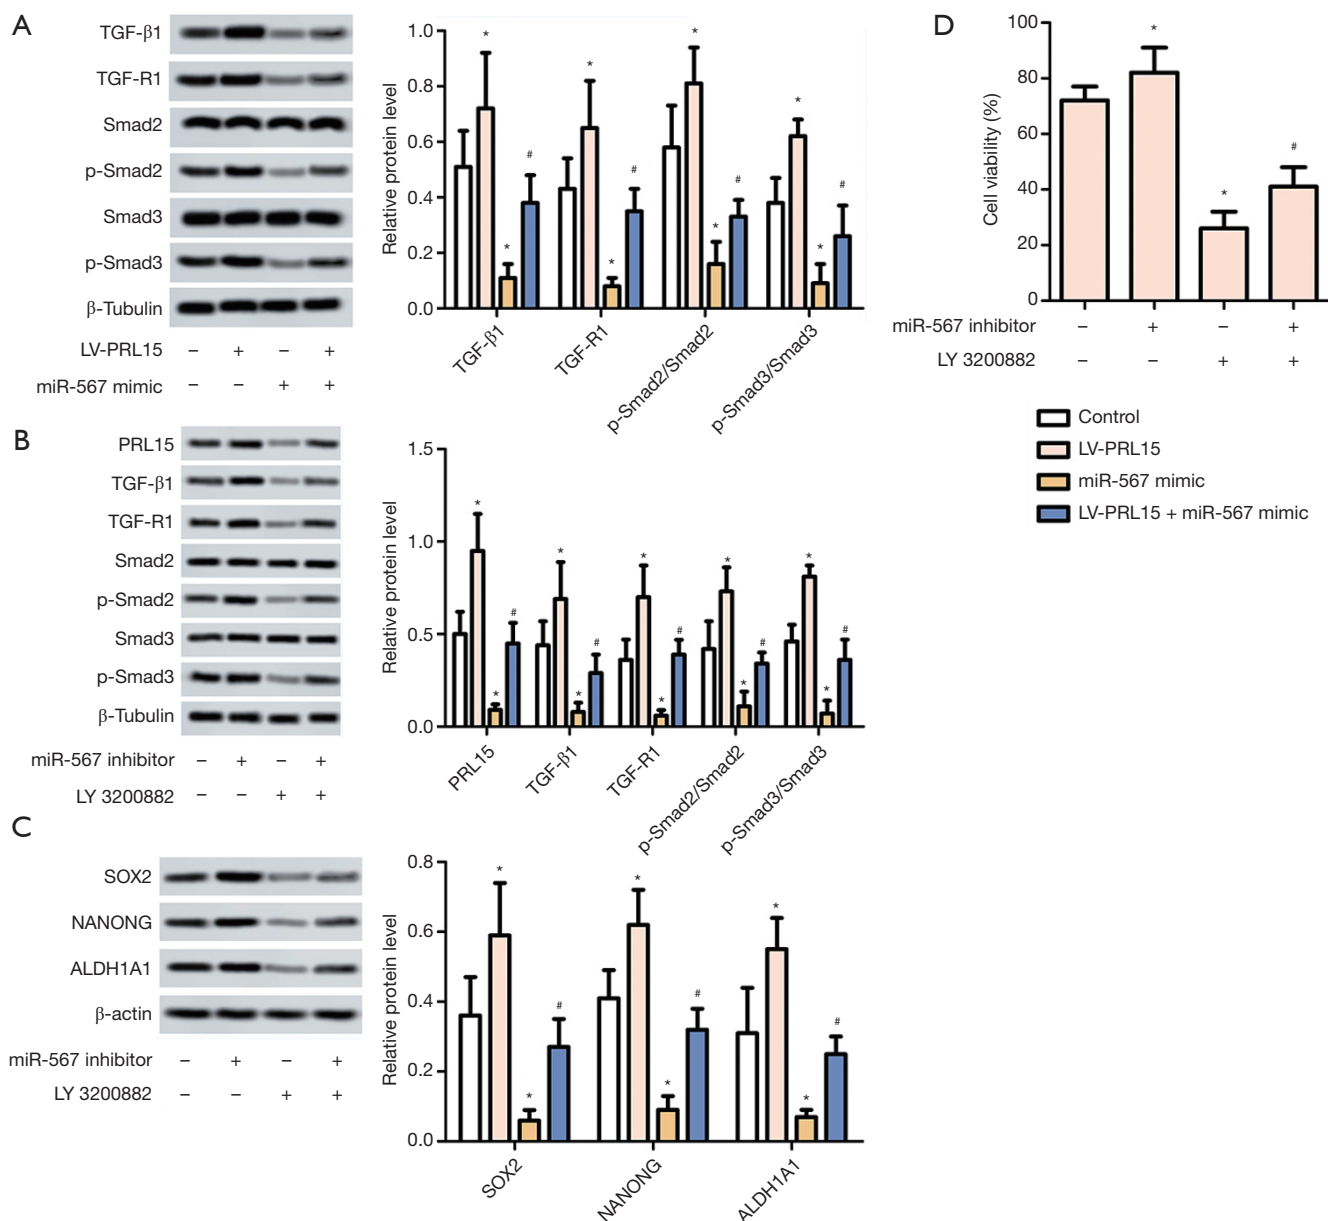 A
TGF-β1
TGF-R1
Smad2
p-Smad2
Smad3
p-Smad3
β-Tubulin
LV-PRL15 – + – +
miR-567 mimic – – + +
Relative protein level
1.0
0.8
0.6
0.4
0.2
0.0
* * # * * # * * # * * #
TGF-β1 TGF-R1 p-Smad2/Smad2 p-Smad3/Smad3
D
Cell viability (%)
100
80
60
40
20
0
* * #
miR-567 inhibitor – + – +
LY 3200882 – – + +
Control
LV-PRL15
miR-567 mimic
LV-PRL15 + miR-567 mimic
B
PRL15
TGF-β1
TGF-R1
Smad2
p-Smad2
Smad3
p-Smad3
β-Tubulin
miR-567 inhibitor – + – +
LY 3200882 – – + +
Relative protein level
1.5
1.0
0.5
0.0
* * # * * # * * # * * # * * #
PRL15 TGF-β1 TGF-R1 p-Smad2/Smad2 p-Smad3/Smad3
C
SOX2
NANONG
ALDH1A1
β-actin
miR-567 inhibitor – + – +
LY 3200882 – – + +
Relative protein level
0.8
0.6
0.4
0.2
0.0
* * # * * # * * #
SOX2 NANONG ALDH1A1